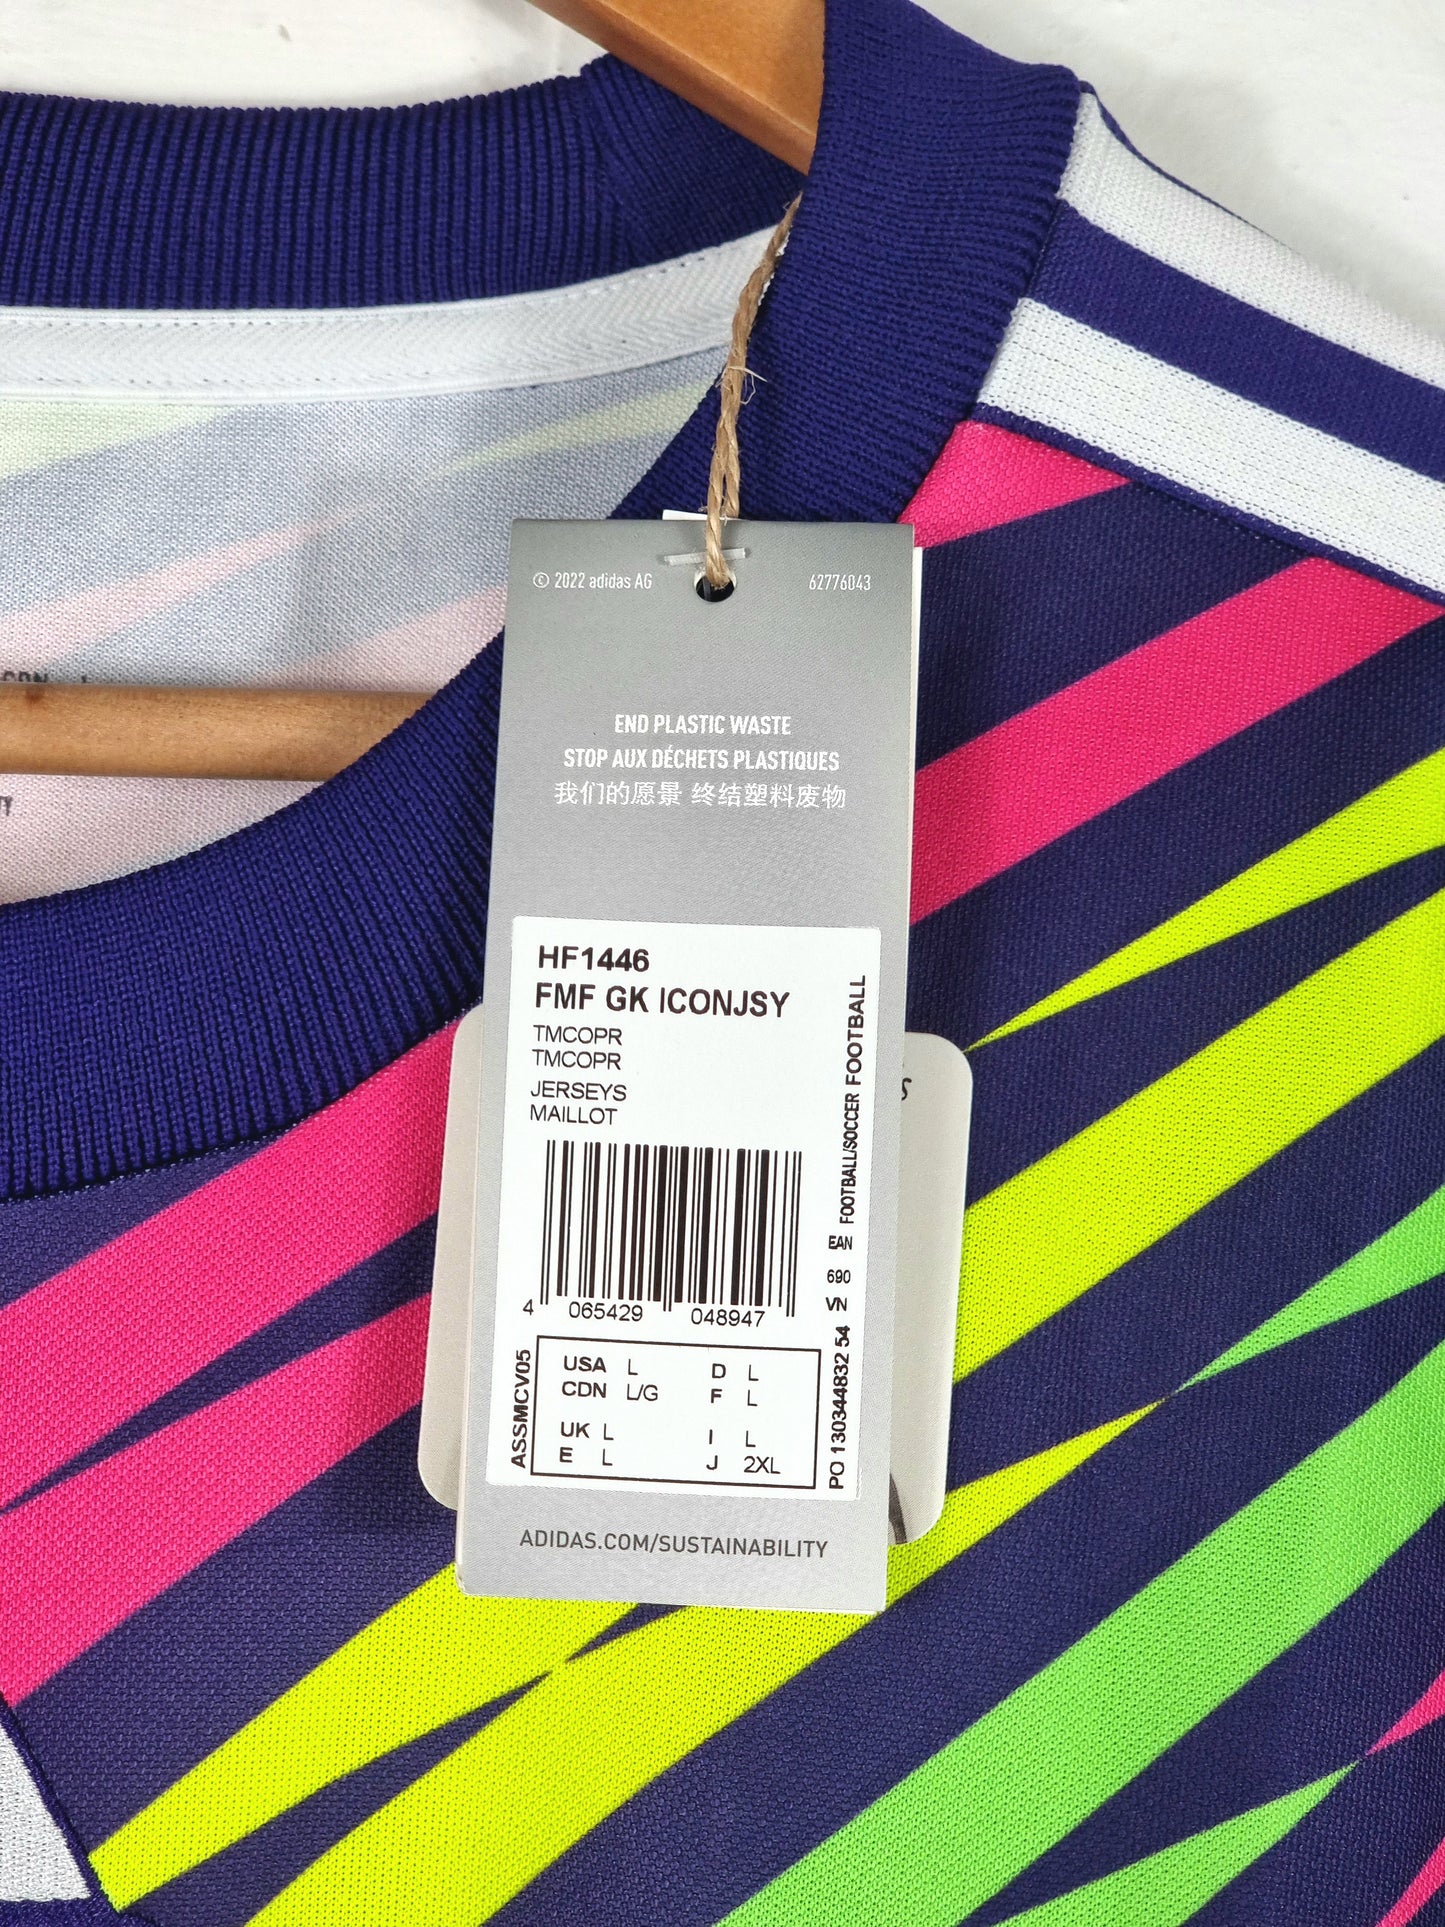 © 2022 adidas AG
62776043
END PLASTIC WASTE
STOP AUX DÉCHETS PLASTIQUES
我们的愿景 终结塑料废物
HF1446
FMF GK ICONJSY
TMCOPR
TMCOPR
JERSEYS
MAILLOT
4 065429 048947
FOOTBALL/SOCCER FOOTBALL
EAN
690
VN
PO 130344832 54
ASSMCV05
USA L D L
CDN L/G F L
UK L I L
E L J 2XL
ADIDAS.COM/SUSTAINABILITY